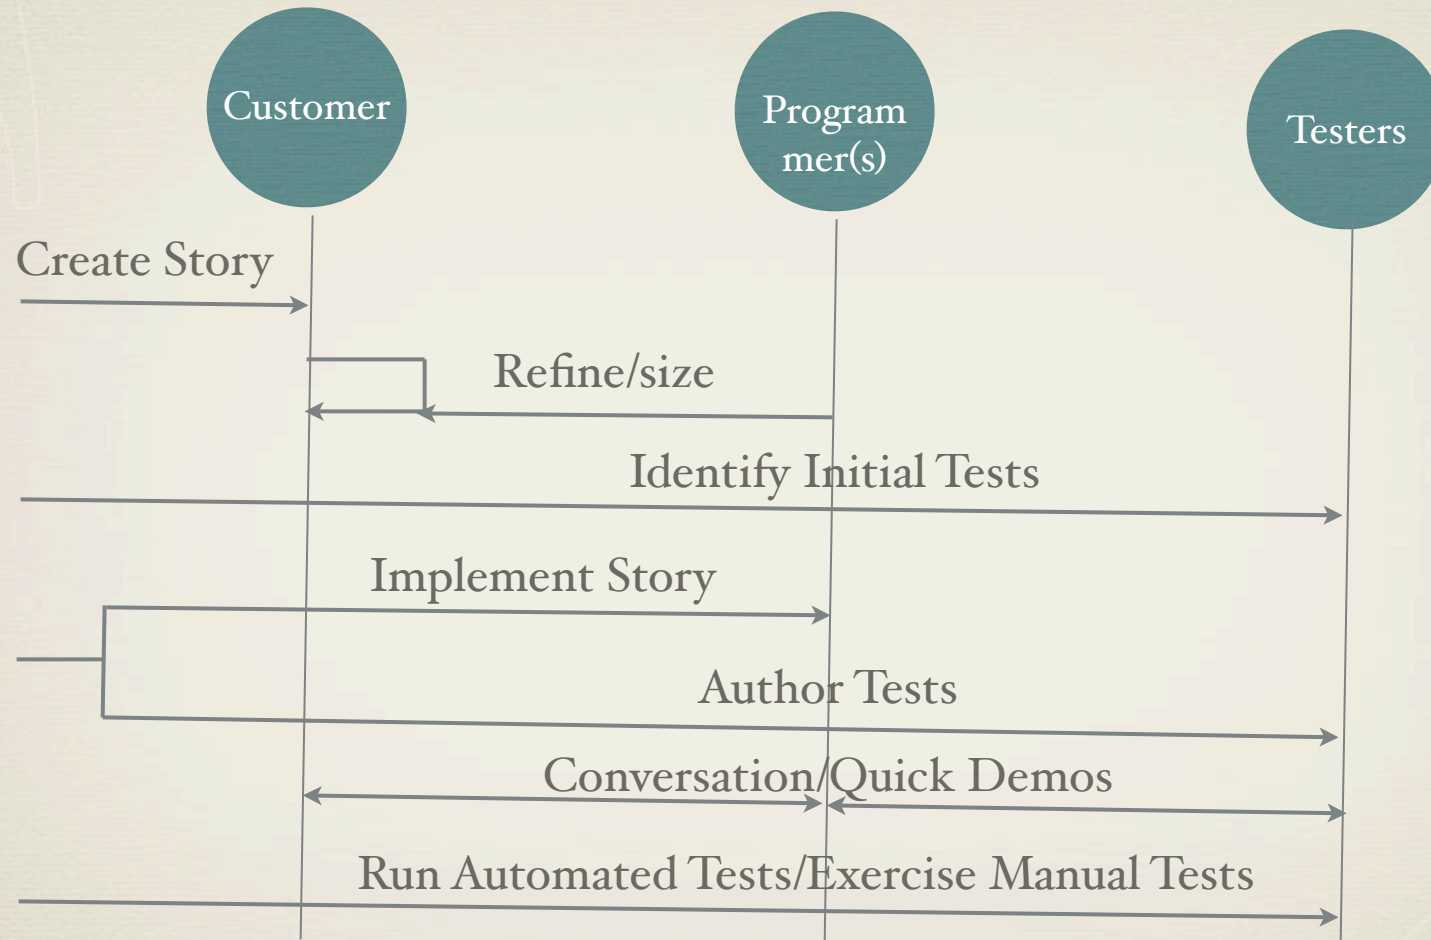 Customer
Program
mer(s)
Testers
Create Story
Refine/size
Identify Initial Tests
Implement Story
Author Tests
Conversation/Quick Demos
Run Automated Tests/Exercise Manual Tests